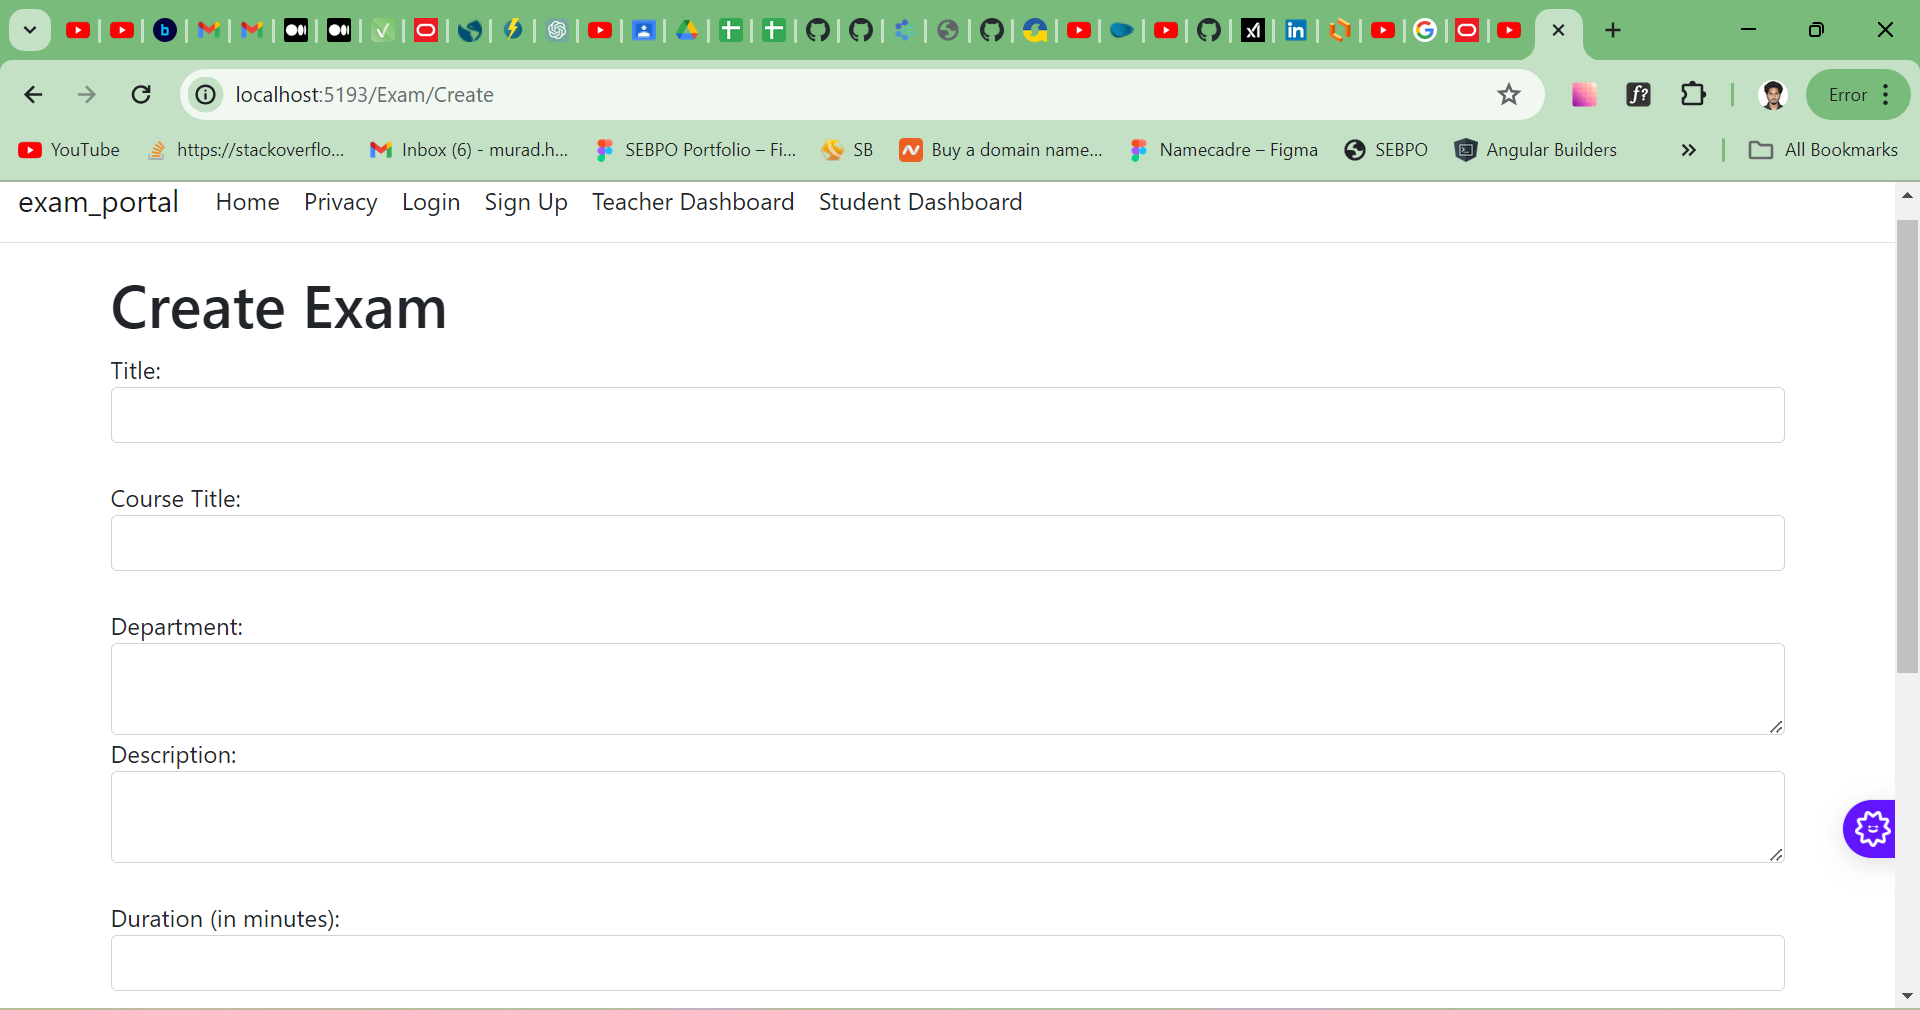 localhost:5193/Exam/Create
Error
YouTube https://stackoverflo... Inbox (6) - murad.h... SEBPO Portfolio – Fi... SB Buy a domain name... Namecadre – Figma SEBPO Angular Builders » All Bookmarks
exam_portal Home Privacy Login Sign Up Teacher Dashboard Student Dashboard
Create Exam
Title:
Course Title:
Department:
Description:
Duration (in minutes):